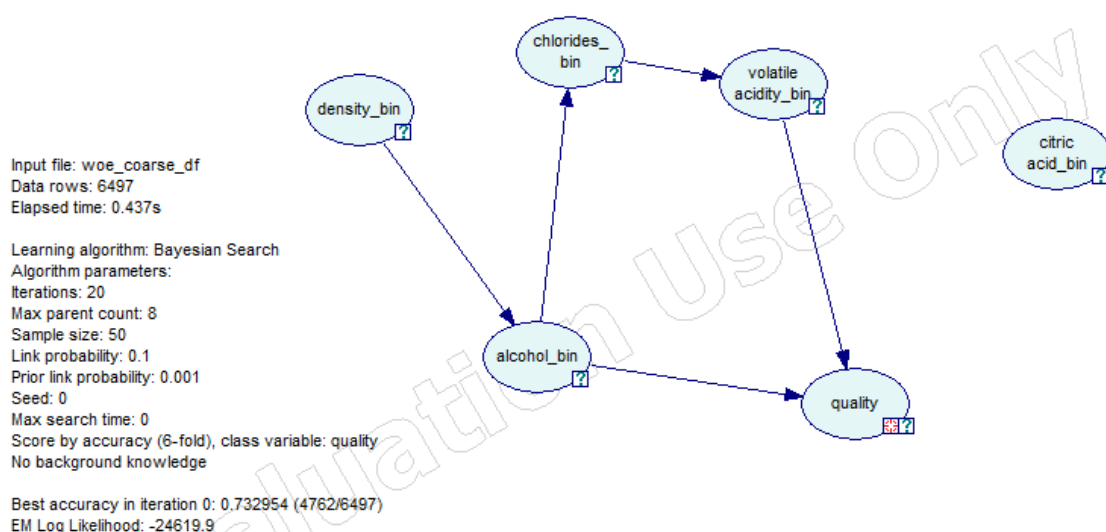 chlorides_
bin
volatile
acidity_bin
density_bin
?
?
?
citric
acid_bin
?
Input file: woe_coarse_df
Data rows: 6497
Elapsed time: 0.437s
Learning algorithm: Bayesian Search
Algorithm parameters:
Iterations: 20
Max parent count: 8
Sample size: 50
Link probability: 0.1
Prior link probability: 0.001
Seed: 0
Max search time: 0
Score by accuracy (6-fold), class variable: quality
No background knowledge
Best accuracy in iteration 0: 0.732954 (4762/6497)
EM Log Likelihood: -24619.9
alcohol_bin
?
quality
?
aluation Use Only